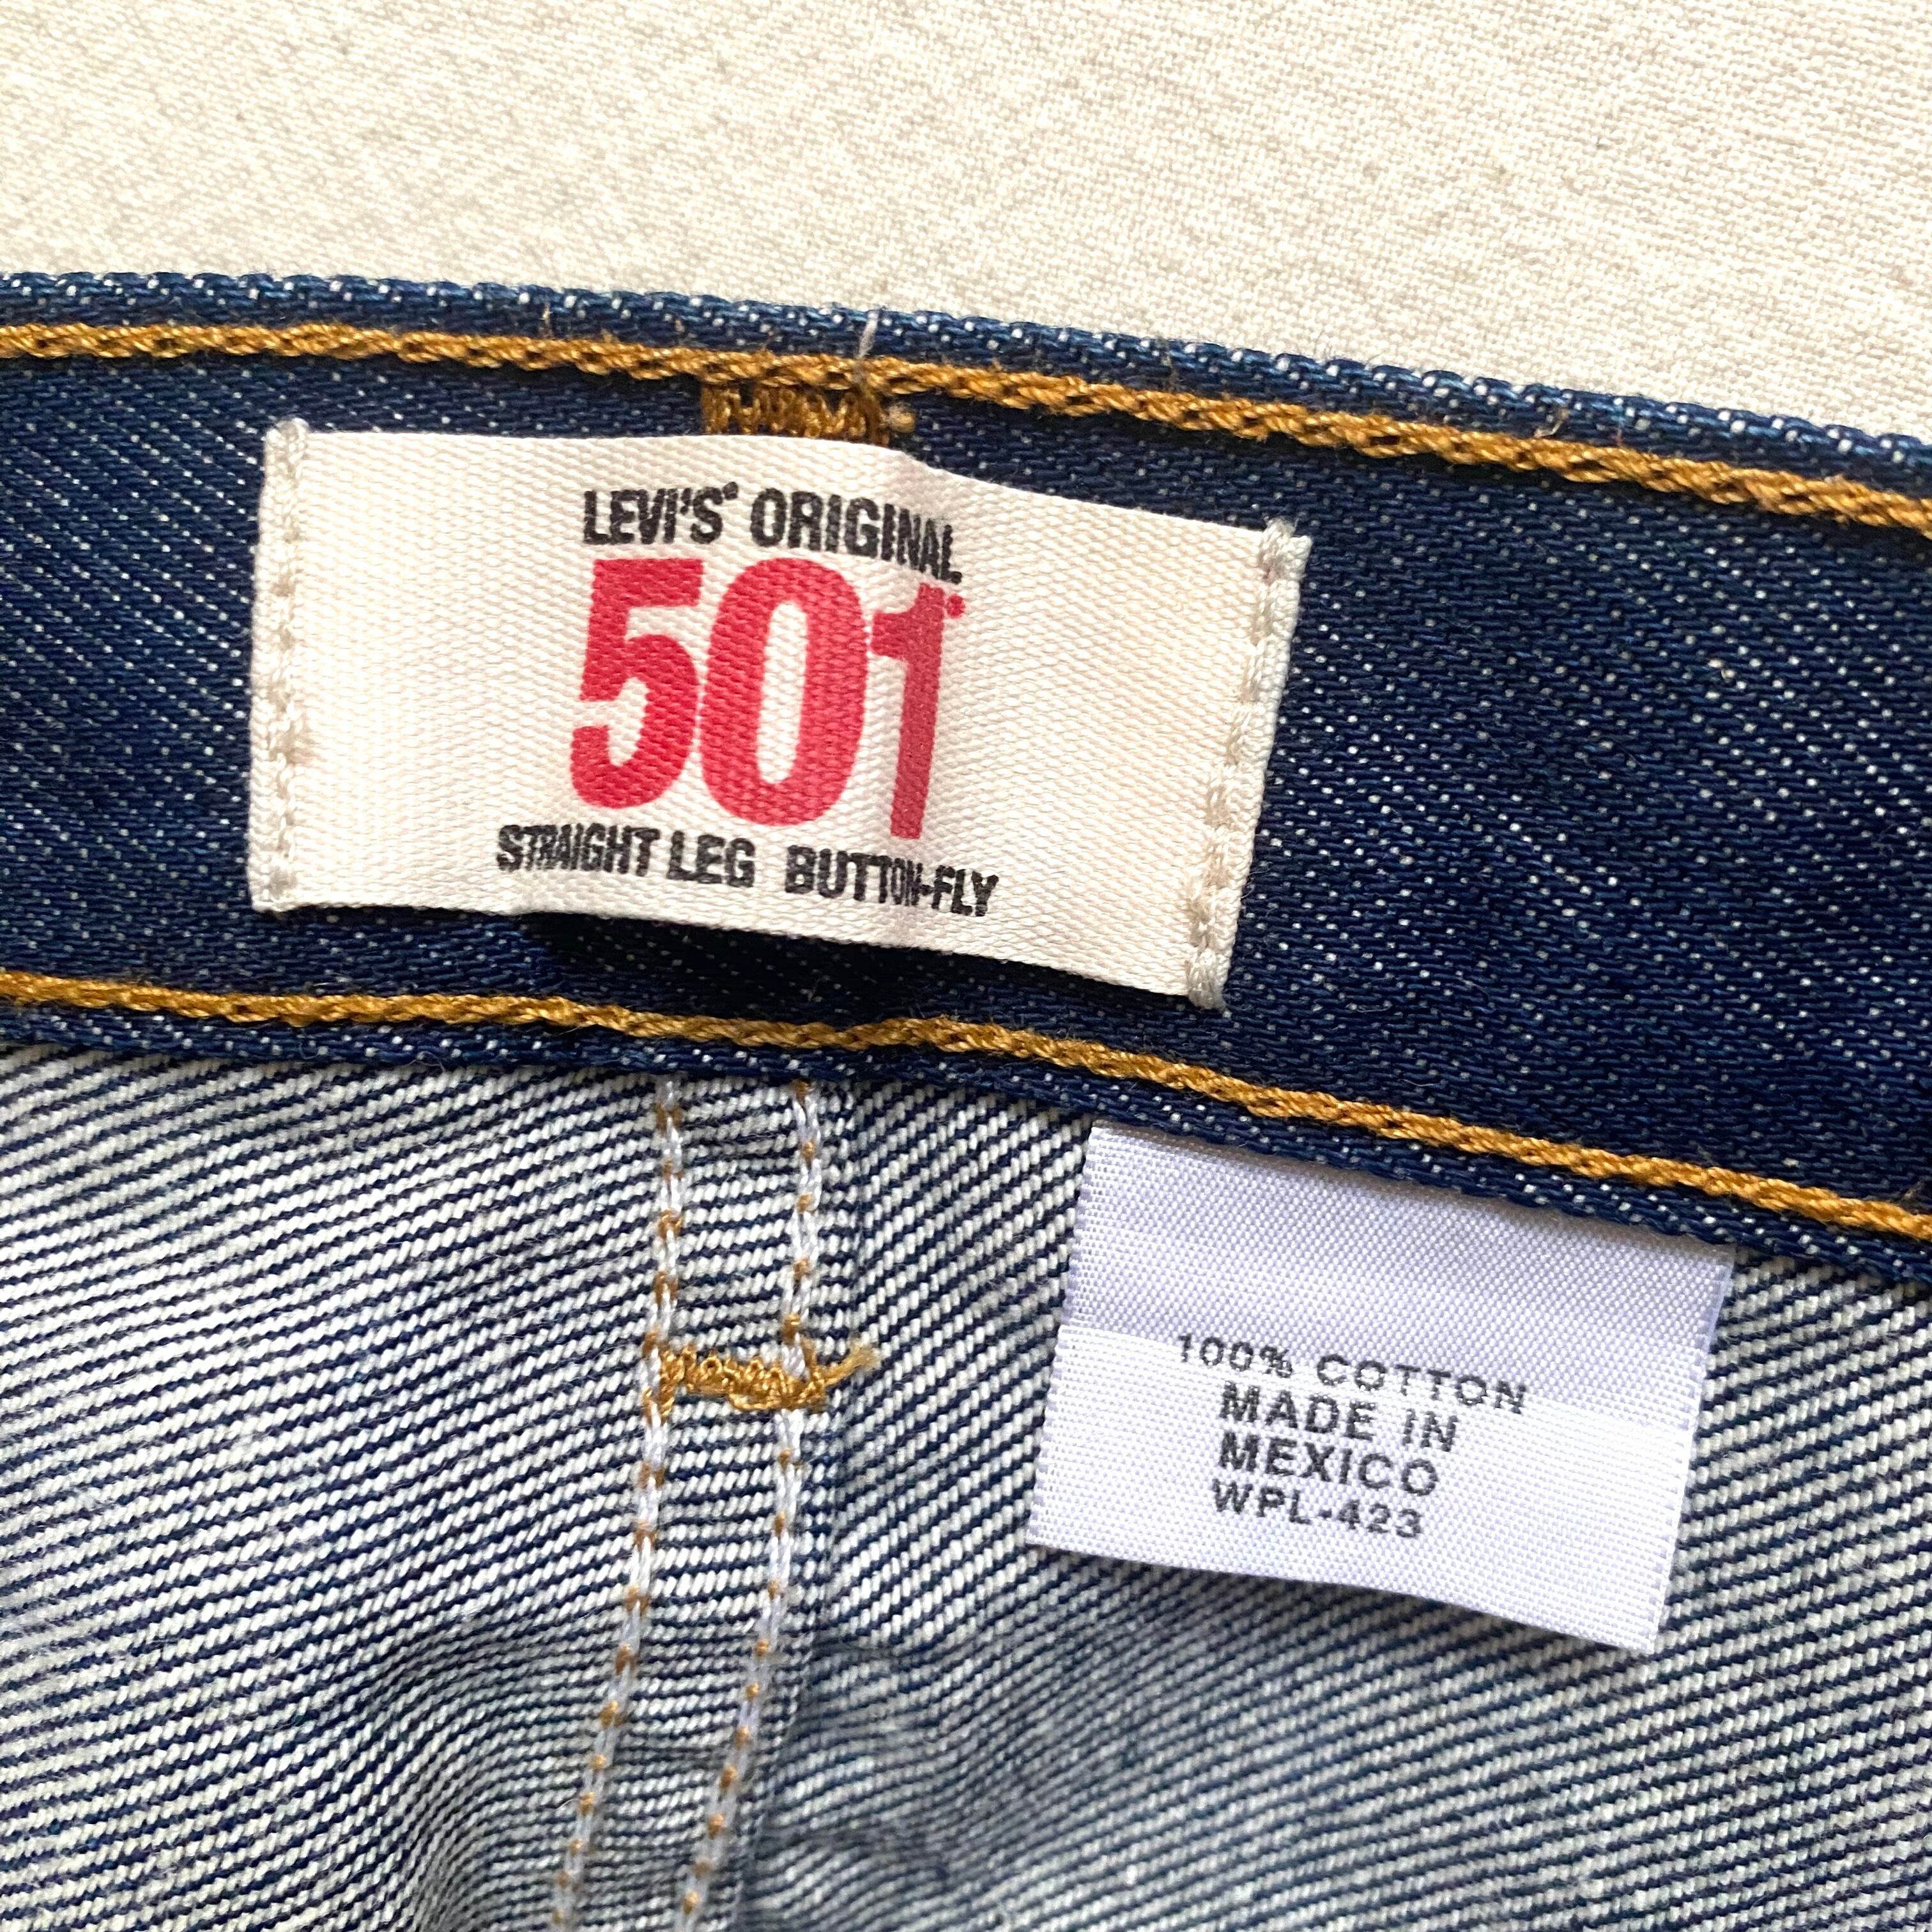 LEVI'S® ORIGINAL
501®
STRAIGHT LEG BUTTON-FLY
100% COTTON
MADE IN
MEXICO
WPL-423